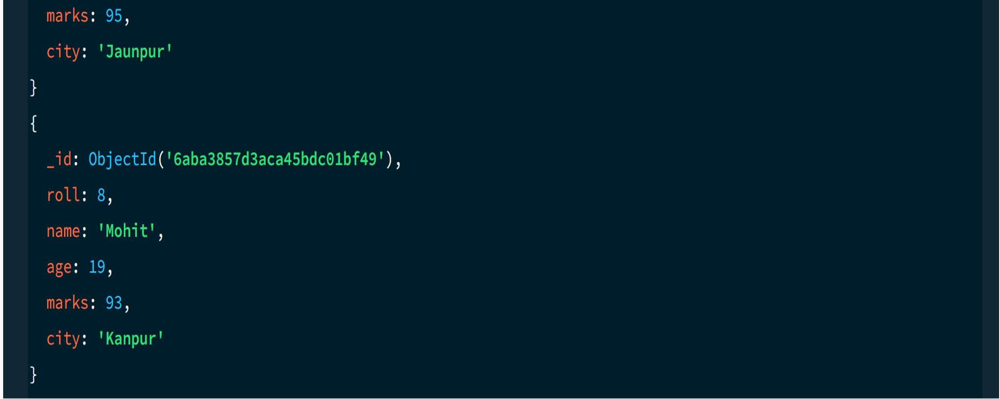 marks: 95,
city: 'Jaunpur'
}
{
_id: ObjectId('6aba3857d3aca45bdc01bf49'),
roll: 8,
name: 'Mohit',
age: 19,
marks: 93,
city: 'Kanpur'
}